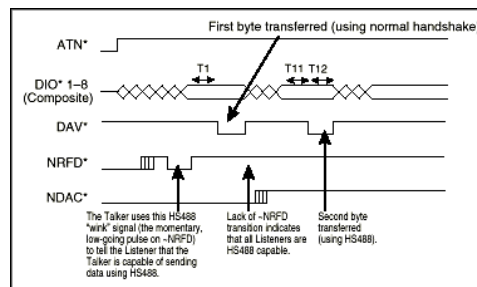 First byte transferred (using normal handshake)
ATN*
T1
T11
T12
DIO* 1–8
(Composite)
DAV*
NRFD*
NDAC*
The Talker uses this HS488
"wink" signal (the momentary,
low-going pulse on ~NRFD)
to tell the Listener that the
Talker is capable of sending
data using HS488.
Lack of ~NRFD
transition indicates
that all Listeners are
HS488 capable.
Second byte
transferred
(using HS488).